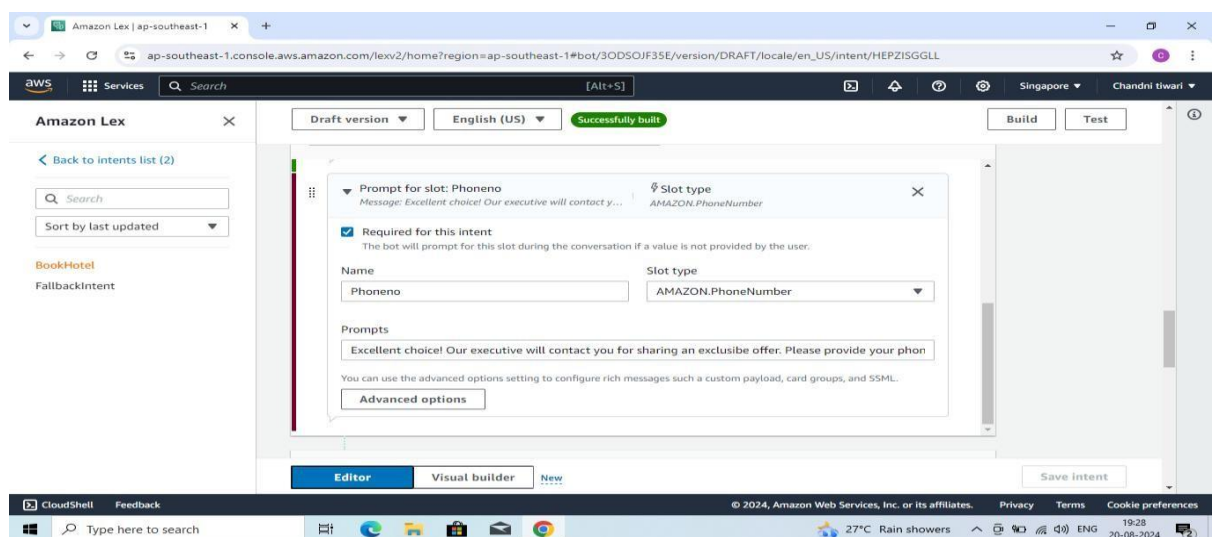 Amazon Lex | ap-southeast-1
ap-southeast-1.console.aws.amazon.com/lexv2/home?region=ap-southeast-1#bot/3ODSOJF35E/version/DRAFT/locale/en_US/intent/HEPZISGGLL
C
aws Services Search [Alt+S] Singapore Chandni tiwari
Amazon Lex
Draft version English (US) Successfully built Build Test
Back to intents list (2)
Search
Sort by last updated
BookHotel
FallbackIntent
Prompt for slot: Phoneno
Message: Excellent choice! Our executive will contact y...
Slot type
AMAZON.PhoneNumber
Required for this intent
The bot will prompt for this slot during the conversation if a value is not provided by the user.
Name
Phoneno
Slot type
AMAZON.PhoneNumber
Prompts
Excellent choice! Our executive will contact you for sharing an exclusibe offer. Please provide your phon
You can use the advanced options setting to configure rich messages such a custom payload, card groups, and SSML.
Advanced options
Editor Visual builder New Save intent
CloudShell Feedback © 2024, Amazon Web Services, Inc. or its affiliates. Privacy Terms Cookie preferences
Type here to search 27°C Rain showers ENG 19:28
20-08-2024 2